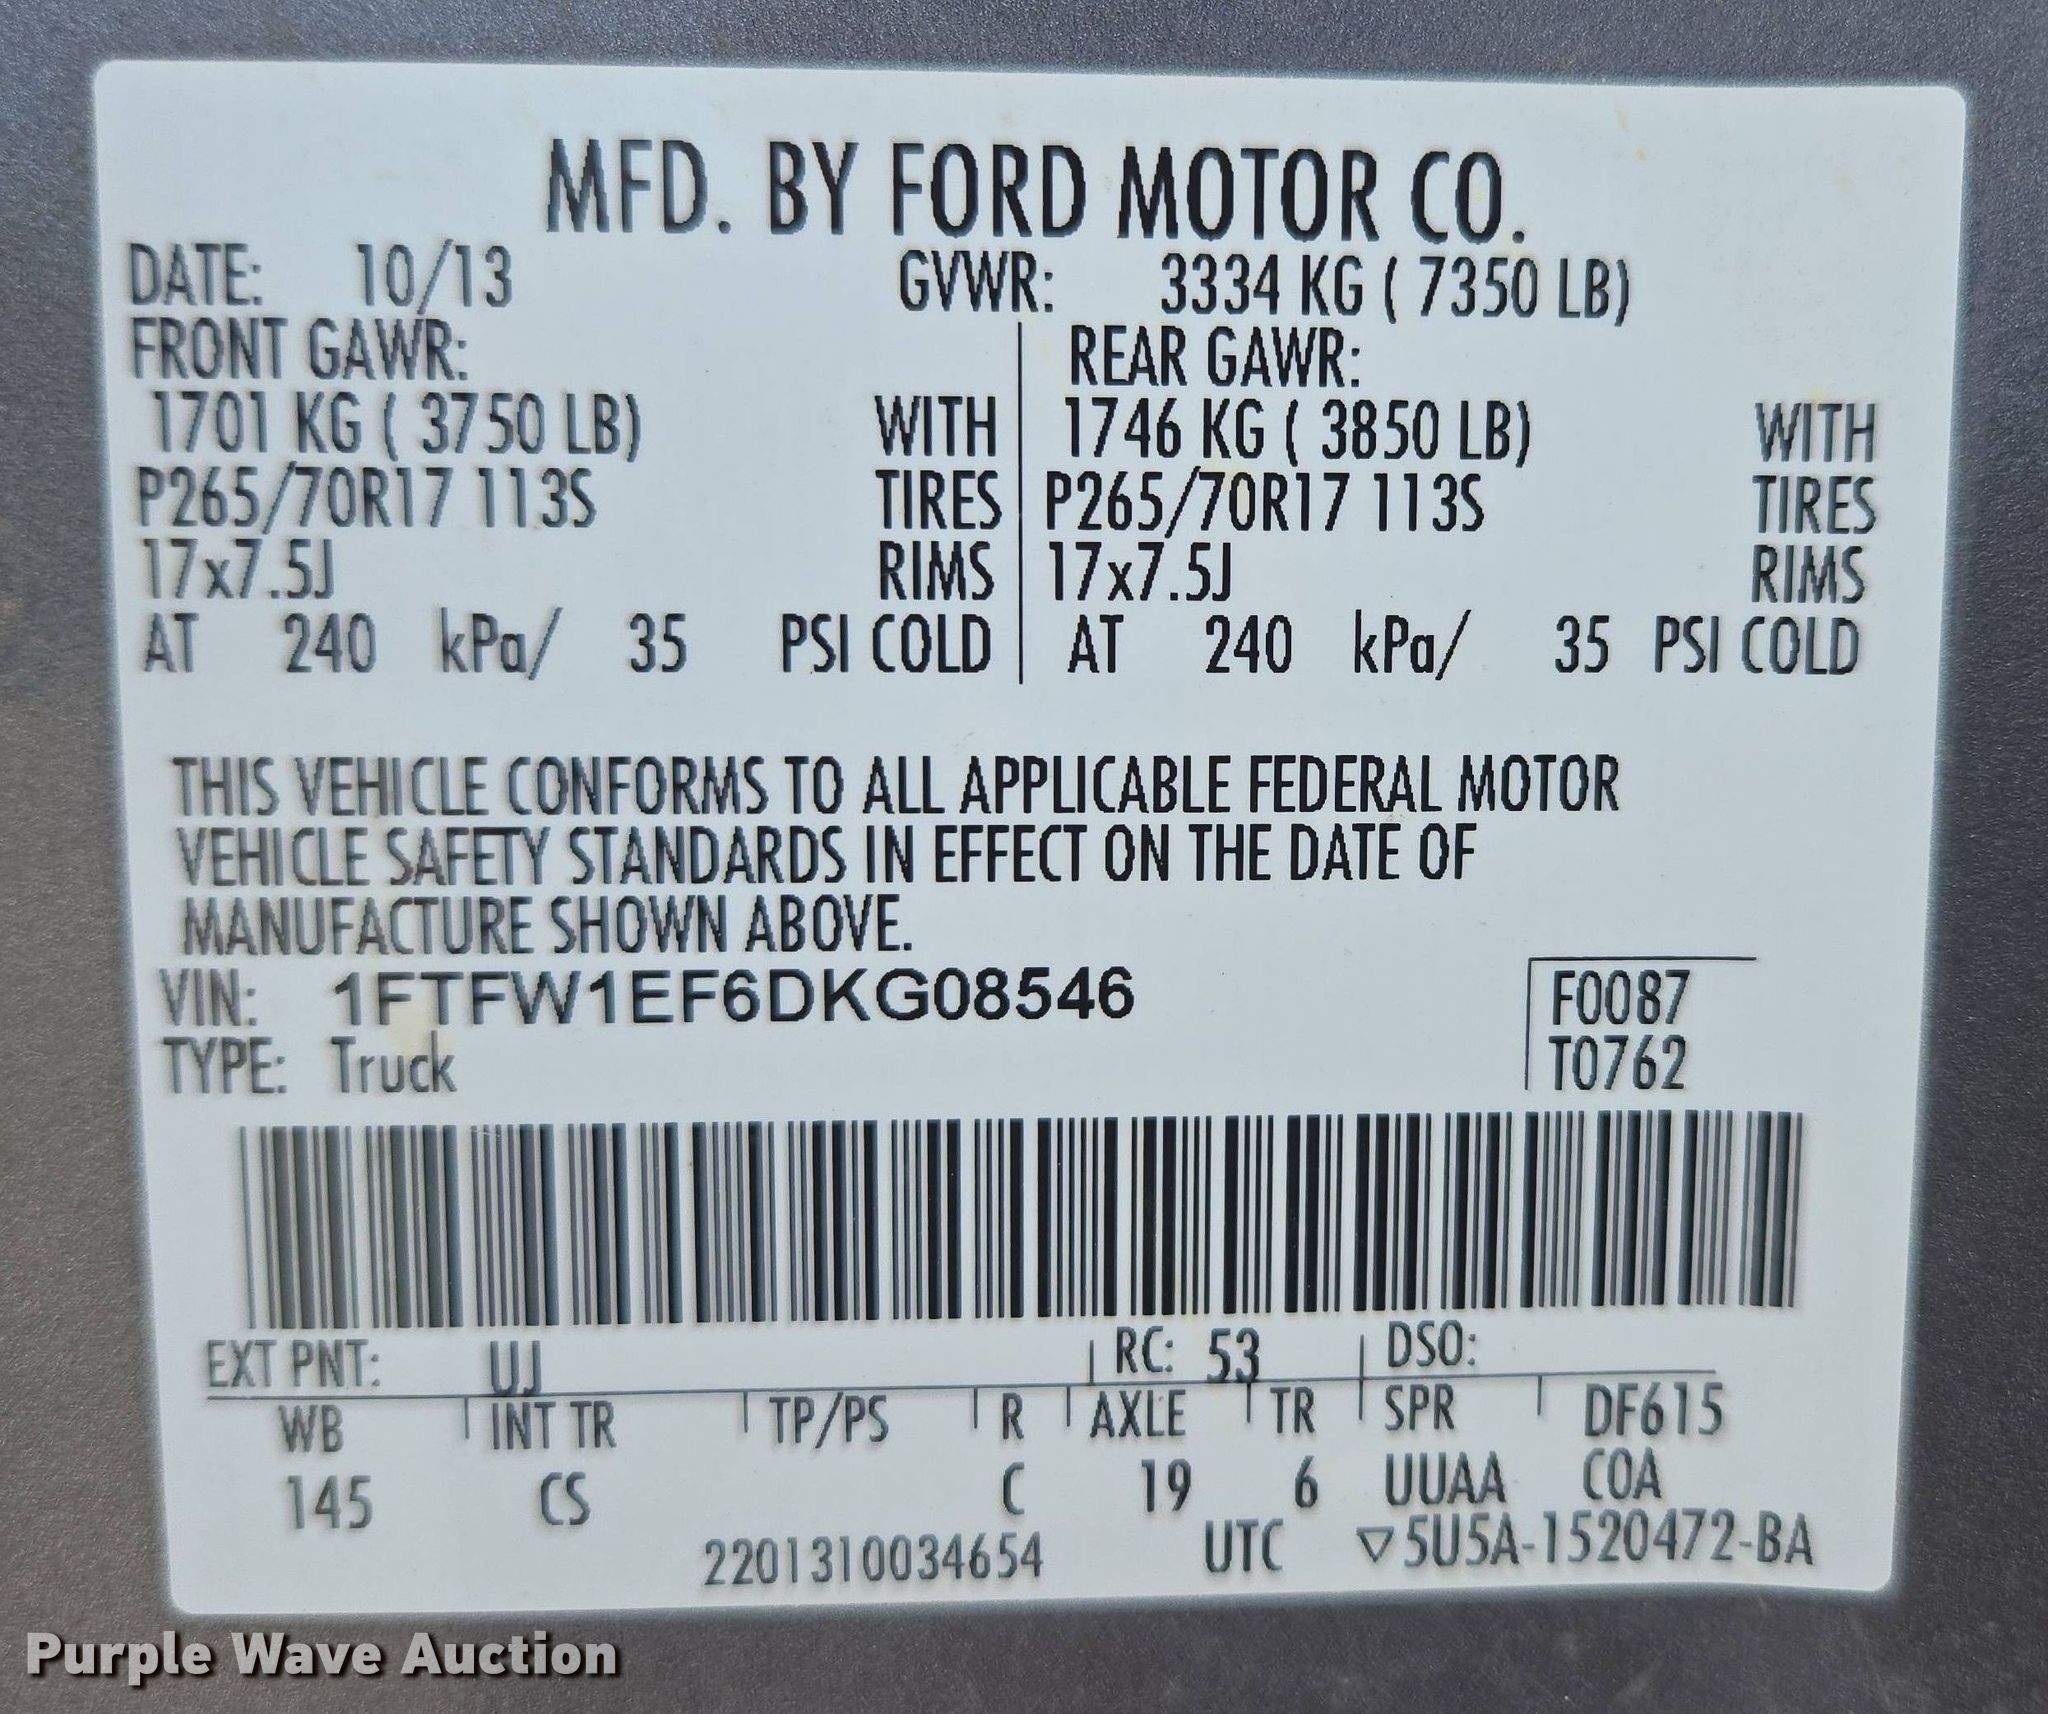 MFD. BY FORD MOTOR CO.
DATE: 10/13 GVWR: 3334 KG ( 7350 LB)
FRONT GAWR: REAR GAWR:
1701 KG ( 3750 LB) WITH 1746 KG ( 3850 LB) WITH
P265/70R17 113S TIRES P265/70R17 113S TIRES
17x7.5J RIMS 17x7.5J RIMS
AT 240 kPa/ 35 PSI COLD AT 240 kPa/ 35 PSI COLD
THIS VEHICLE CONFORMS TO ALL APPLICABLE FEDERAL MOTOR
VEHICLE SAFETY STANDARDS IN EFFECT ON THE DATE OF
MANUFACTURE SHOWN ABOVE.
VIN: 1FTFW1EF6DKG08546 F0087
TYPE: Truck T0762
EXT PNT: UJ RC: 53 DSO:
WB INT TR TP/PS R AXLE TR SPR DF615
145 CS C 19 6 UUAA COA
2201310034654 UTC ▽5U5A-1520472-BA
Purple Wave Auction